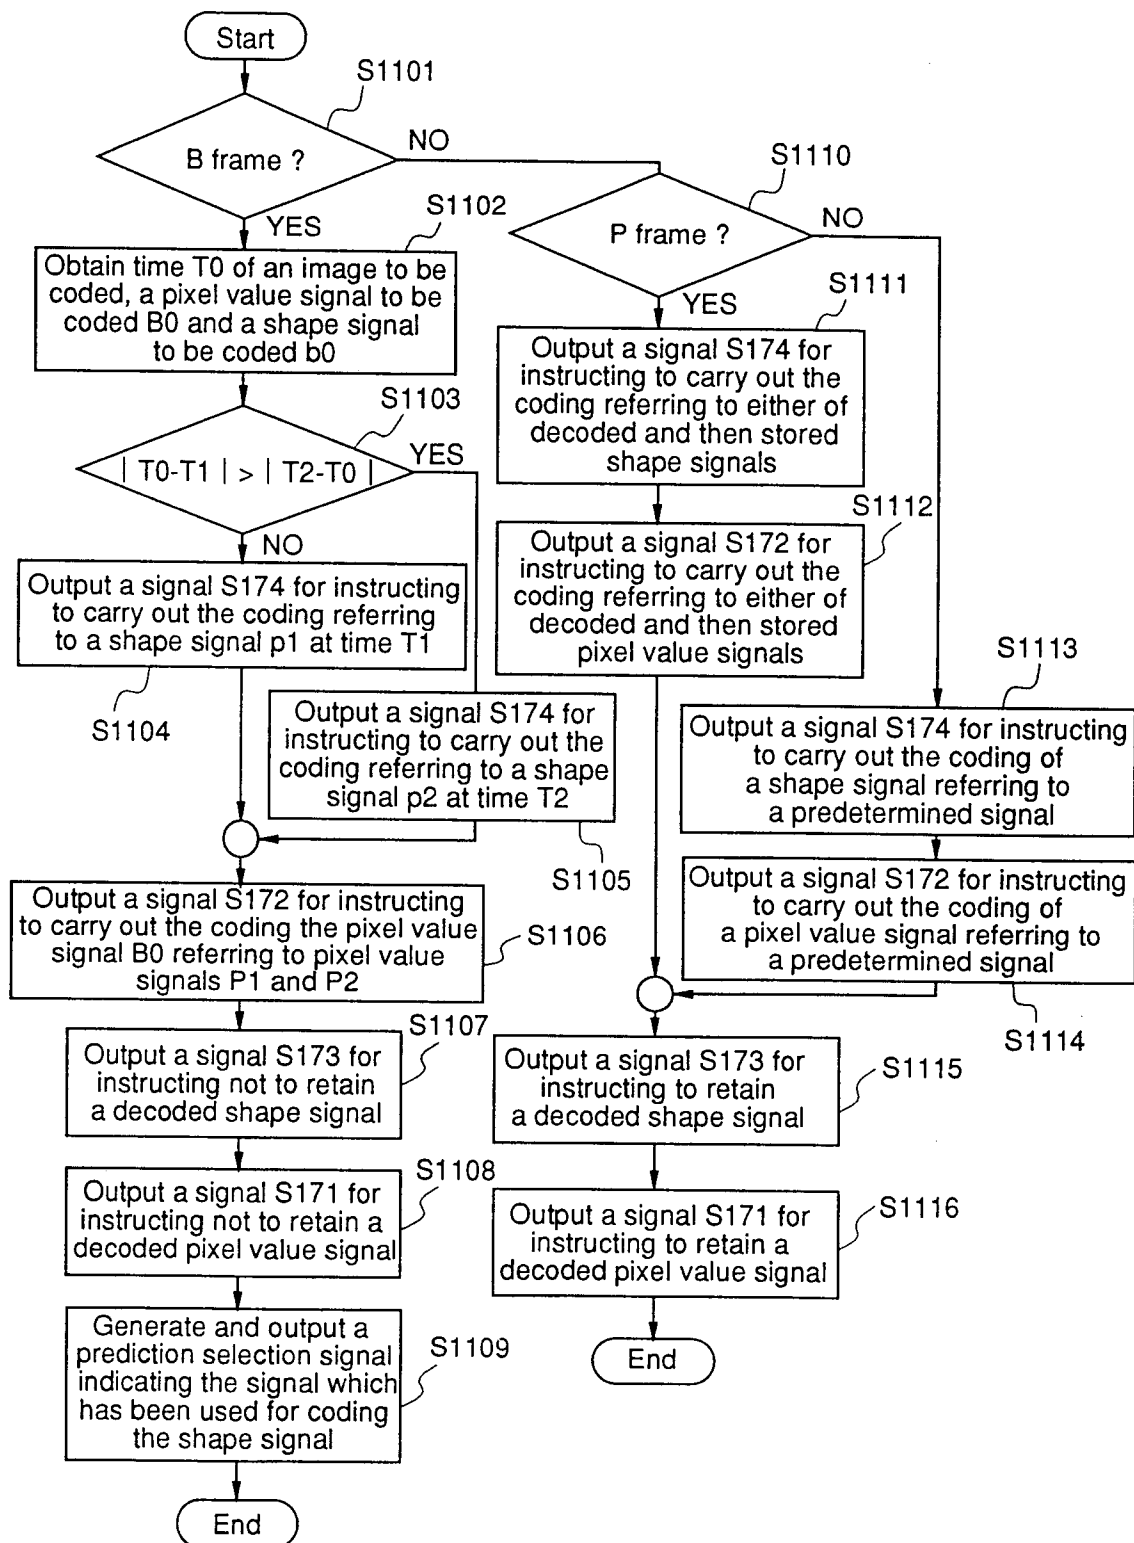 Start
S1101
B frame ?
NO
YES
S1102
Obtain time T0 of an image to be
coded, a pixel value signal to be
coded B0 and a shape signal
to be coded b0
S1103
| T0-T1 | > | T2-T0 |
YES
NO
Output a signal S174 for instructing
to carry out the coding referring
to a shape signal p1 at time T1
S1104
Output a signal S174 for
instructing to carry out the
coding referring to a shape
signal p2 at time T2
S1105
Output a signal S172 for instructing
to carry out the coding the pixel value
signal B0 referring to pixel value
signals P1 and P2
S1106
S1107
Output a signal S173 for
instructing not to retain
a decoded shape signal
S1108
Output a signal S171 for
instructing not to retain a
decoded pixel value signal
Generate and output a
prediction selection signal
indicating the signal which
has been used for coding
the shape signal
S1109
End
S1110
P frame ?
NO
YES
S1111
Output a signal S174 for
instructing to carry out the
coding referring to either of
decoded and then stored
shape signals
S1112
Output a signal S172 for
instructing to carry out the
coding referring to either of
decoded and then stored
pixel value signals
S1113
Output a signal S174 for instructing
to carry out the coding of
a shape signal referring to
a predetermined signal
Output a signal S172 for instructing
to carry out the coding of
a pixel value signal referring to
a predetermined signal
S1114
Output a signal S173 for
instructing to retain
a decoded shape signal
S1115
Output a signal S171 for
instructing to retain a
decoded pixel value signal
S1116
End